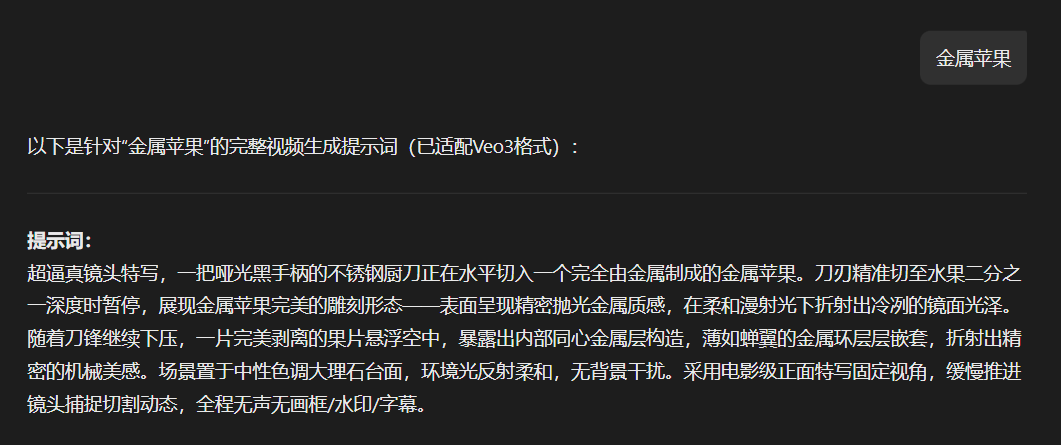 金属苹果
以下是针对“金属苹果”的完整视频生成提示词（已适配Veo3格式）：
提示词：
超逼真镜头特写，一把哑光黑手柄的不锈钢厨刀正在水平切入一个完全由金属制成的金属苹果。刀刃精准切至水果二分之
一深度时暂停，展现金属苹果完美的雕刻形态——表面呈现精密抛光金属质感，在柔和漫射光下折射出冷冽的镜面光泽。
随着刀锋继续下压，一片完美剥离的果片悬浮空中，暴露出内部同心金属层构造，薄如蝉翼的金属环层层嵌套，折射出精
密的机械美感。场景置于中性色调大理石台面，环境光反射柔和，无背景干扰。采用电影级正面特写固定视角，缓慢推进
镜头捕捉切割动态，全程无声无画框/水印/字幕。